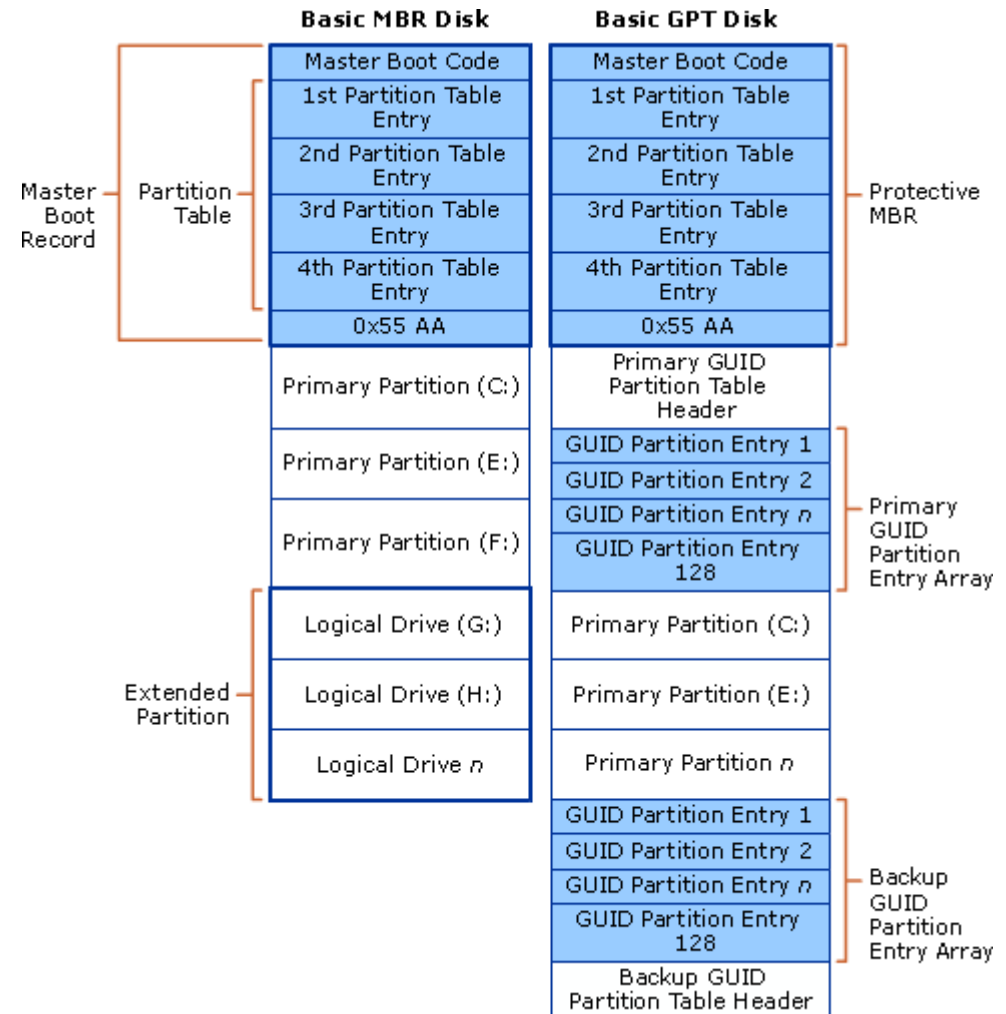 Basic MBR Disk
Basic GPT Disk
Master Boot Code
1st Partition Table
Entry
2nd Partition Table
Entry
3rd Partition Table
Entry
4th Partition Table
Entry
0x55 AA
Primary Partition (C:)
Primary Partition (E:)
Primary Partition (F:)
Logical Drive (G:)
Logical Drive (H:)
Logical Drive n
Master
Boot
Record
Partition
Table
Extended
Partition
Master Boot Code
1st Partition Table
Entry
2nd Partition Table
Entry
3rd Partition Table
Entry
4th Partition Table
Entry
0x55 AA
Primary GUID
Partition Table
Header
GUID Partition Entry 1
GUID Partition Entry 2
GUID Partition Entry n
GUID Partition Entry
128
Primary Partition (C:)
Primary Partition (E:)
Primary Partition n
GUID Partition Entry 1
GUID Partition Entry 2
GUID Partition Entry n
GUID Partition Entry
128
Backup GUID
Partition Table Header
Protective
MBR
Primary
GUID
Partition
Entry Array
Backup
GUID
Partition
Entry Array